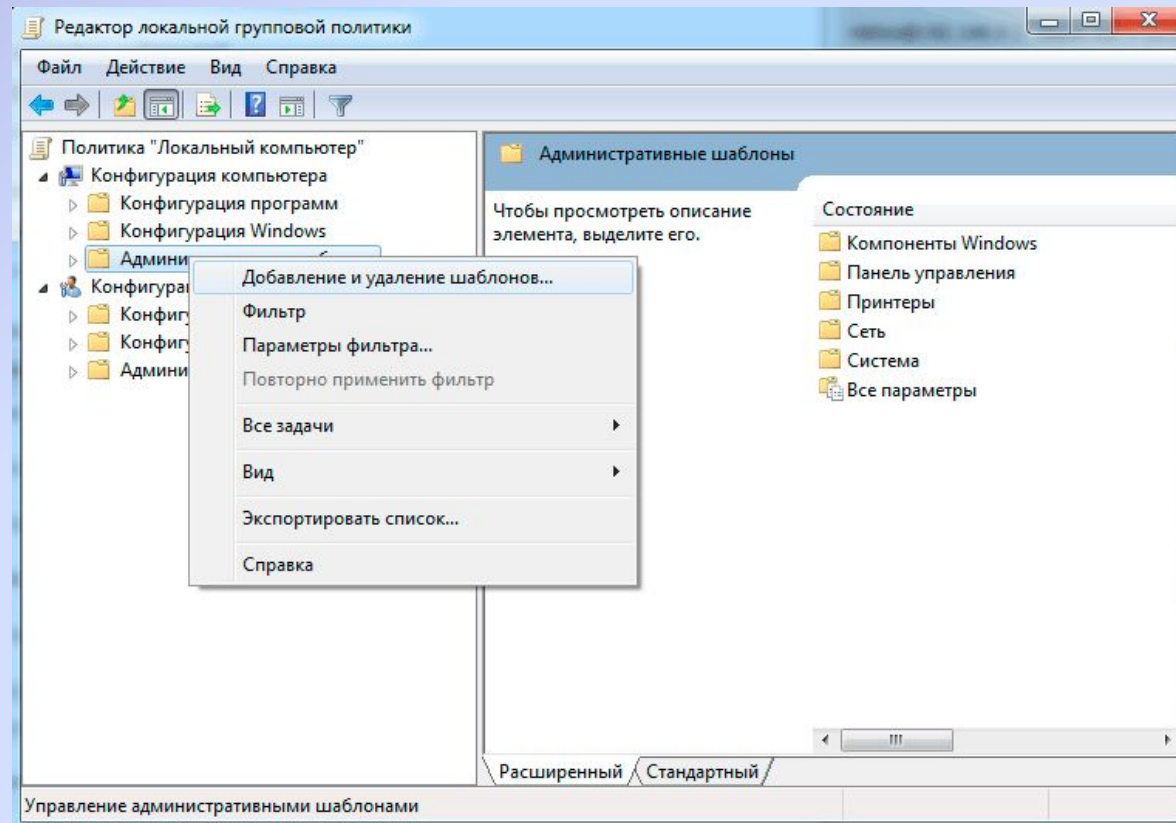 Редактор локальной групповой политики
Файл Действие Вид Справка
Политика "Локальный компьютер"
Конфигурация компьютера
Конфигурация программ
Конфигурация Windows
Админи
Конфигура
Конфиг
Конфиг
Админи
Добавление и удаление шаблонов...
Фильтр
Параметры фильтра...
Повторно применить фильтр
Все задачи
Вид
Экспортировать список...
Справка
Административные шаблоны
Чтобы просмотреть описание
элемента, выделите его.
Состояние
Компоненты Windows
Панель управления
Принтеры
Сеть
Система
Все параметры
Расширенный Стандартный
Управление административными шаблонами